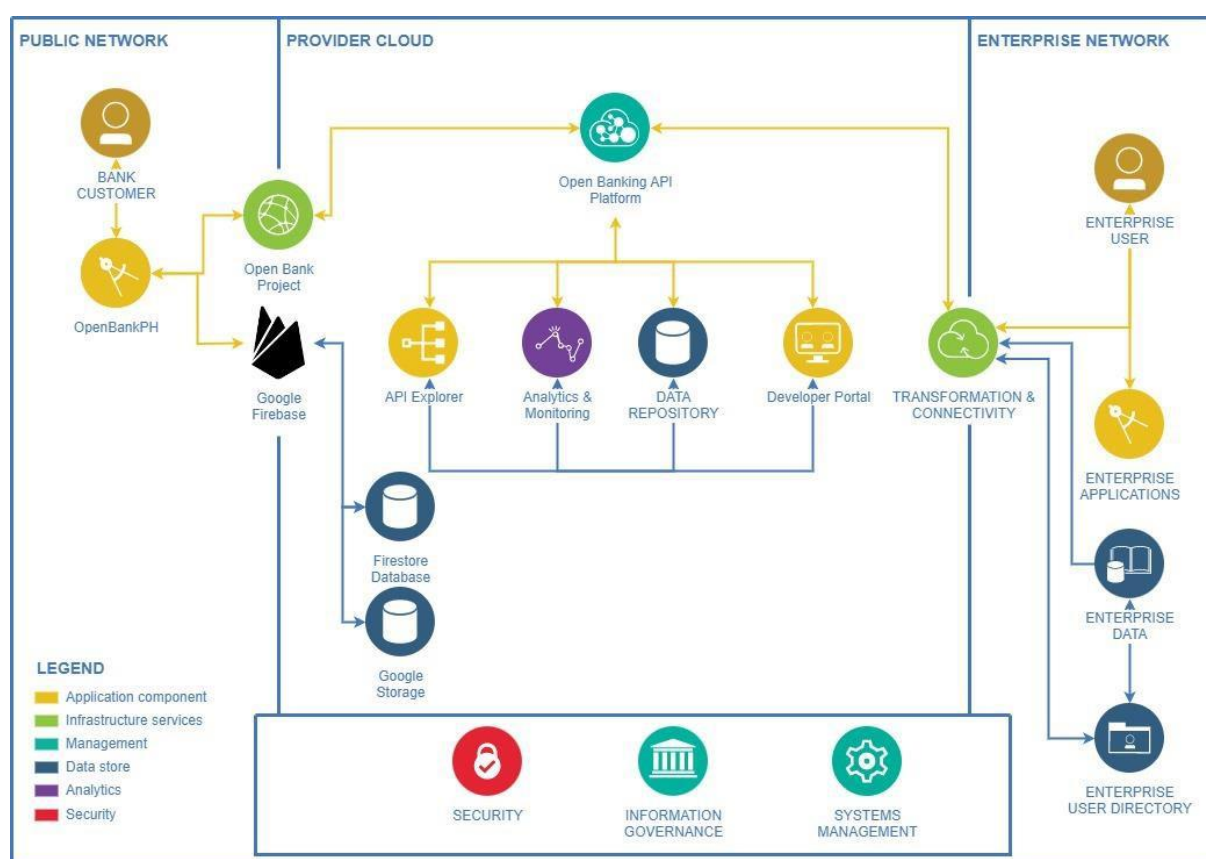 PUBLIC NETWORK
PROVIDER CLOUD
ENTERPRISE NETWORK
BANK
CUSTOMER
OpenBankPH
Open Bank
Project
Google
Firebase
Open Banking API
Platform
API Explorer
Analytics &
Monitoring
DATA
REPOSITORY
Developer Portal
TRANSFORMATION &
CONNECTIVITY
ENTERPRISE
USER
ENTERPRISE
APPLICATIONS
ENTERPRISE
DATA
ENTERPRISE
USER DIRECTORY
Firestore
Database
Google
Storage
LEGEND
Application component
Infrastructure services
Management
Data store
Analytics
Security
SECURITY
INFORMATION
GOVERNANCE
SYSTEMS
MANAGEMENT